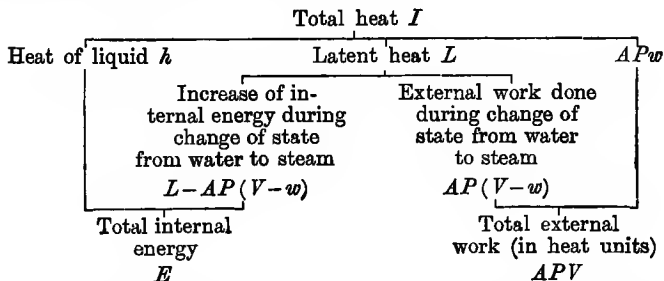 Total heat I
Heat of liquid h Latent heat L APw
Increase of in-
ternal energy during
change of state
from water to steam
L – AP (V – w)
External work done
during change of
state from water
to steam
AP (V – w)
Total internal
energy
E
Total external
work (in heat units)
APV